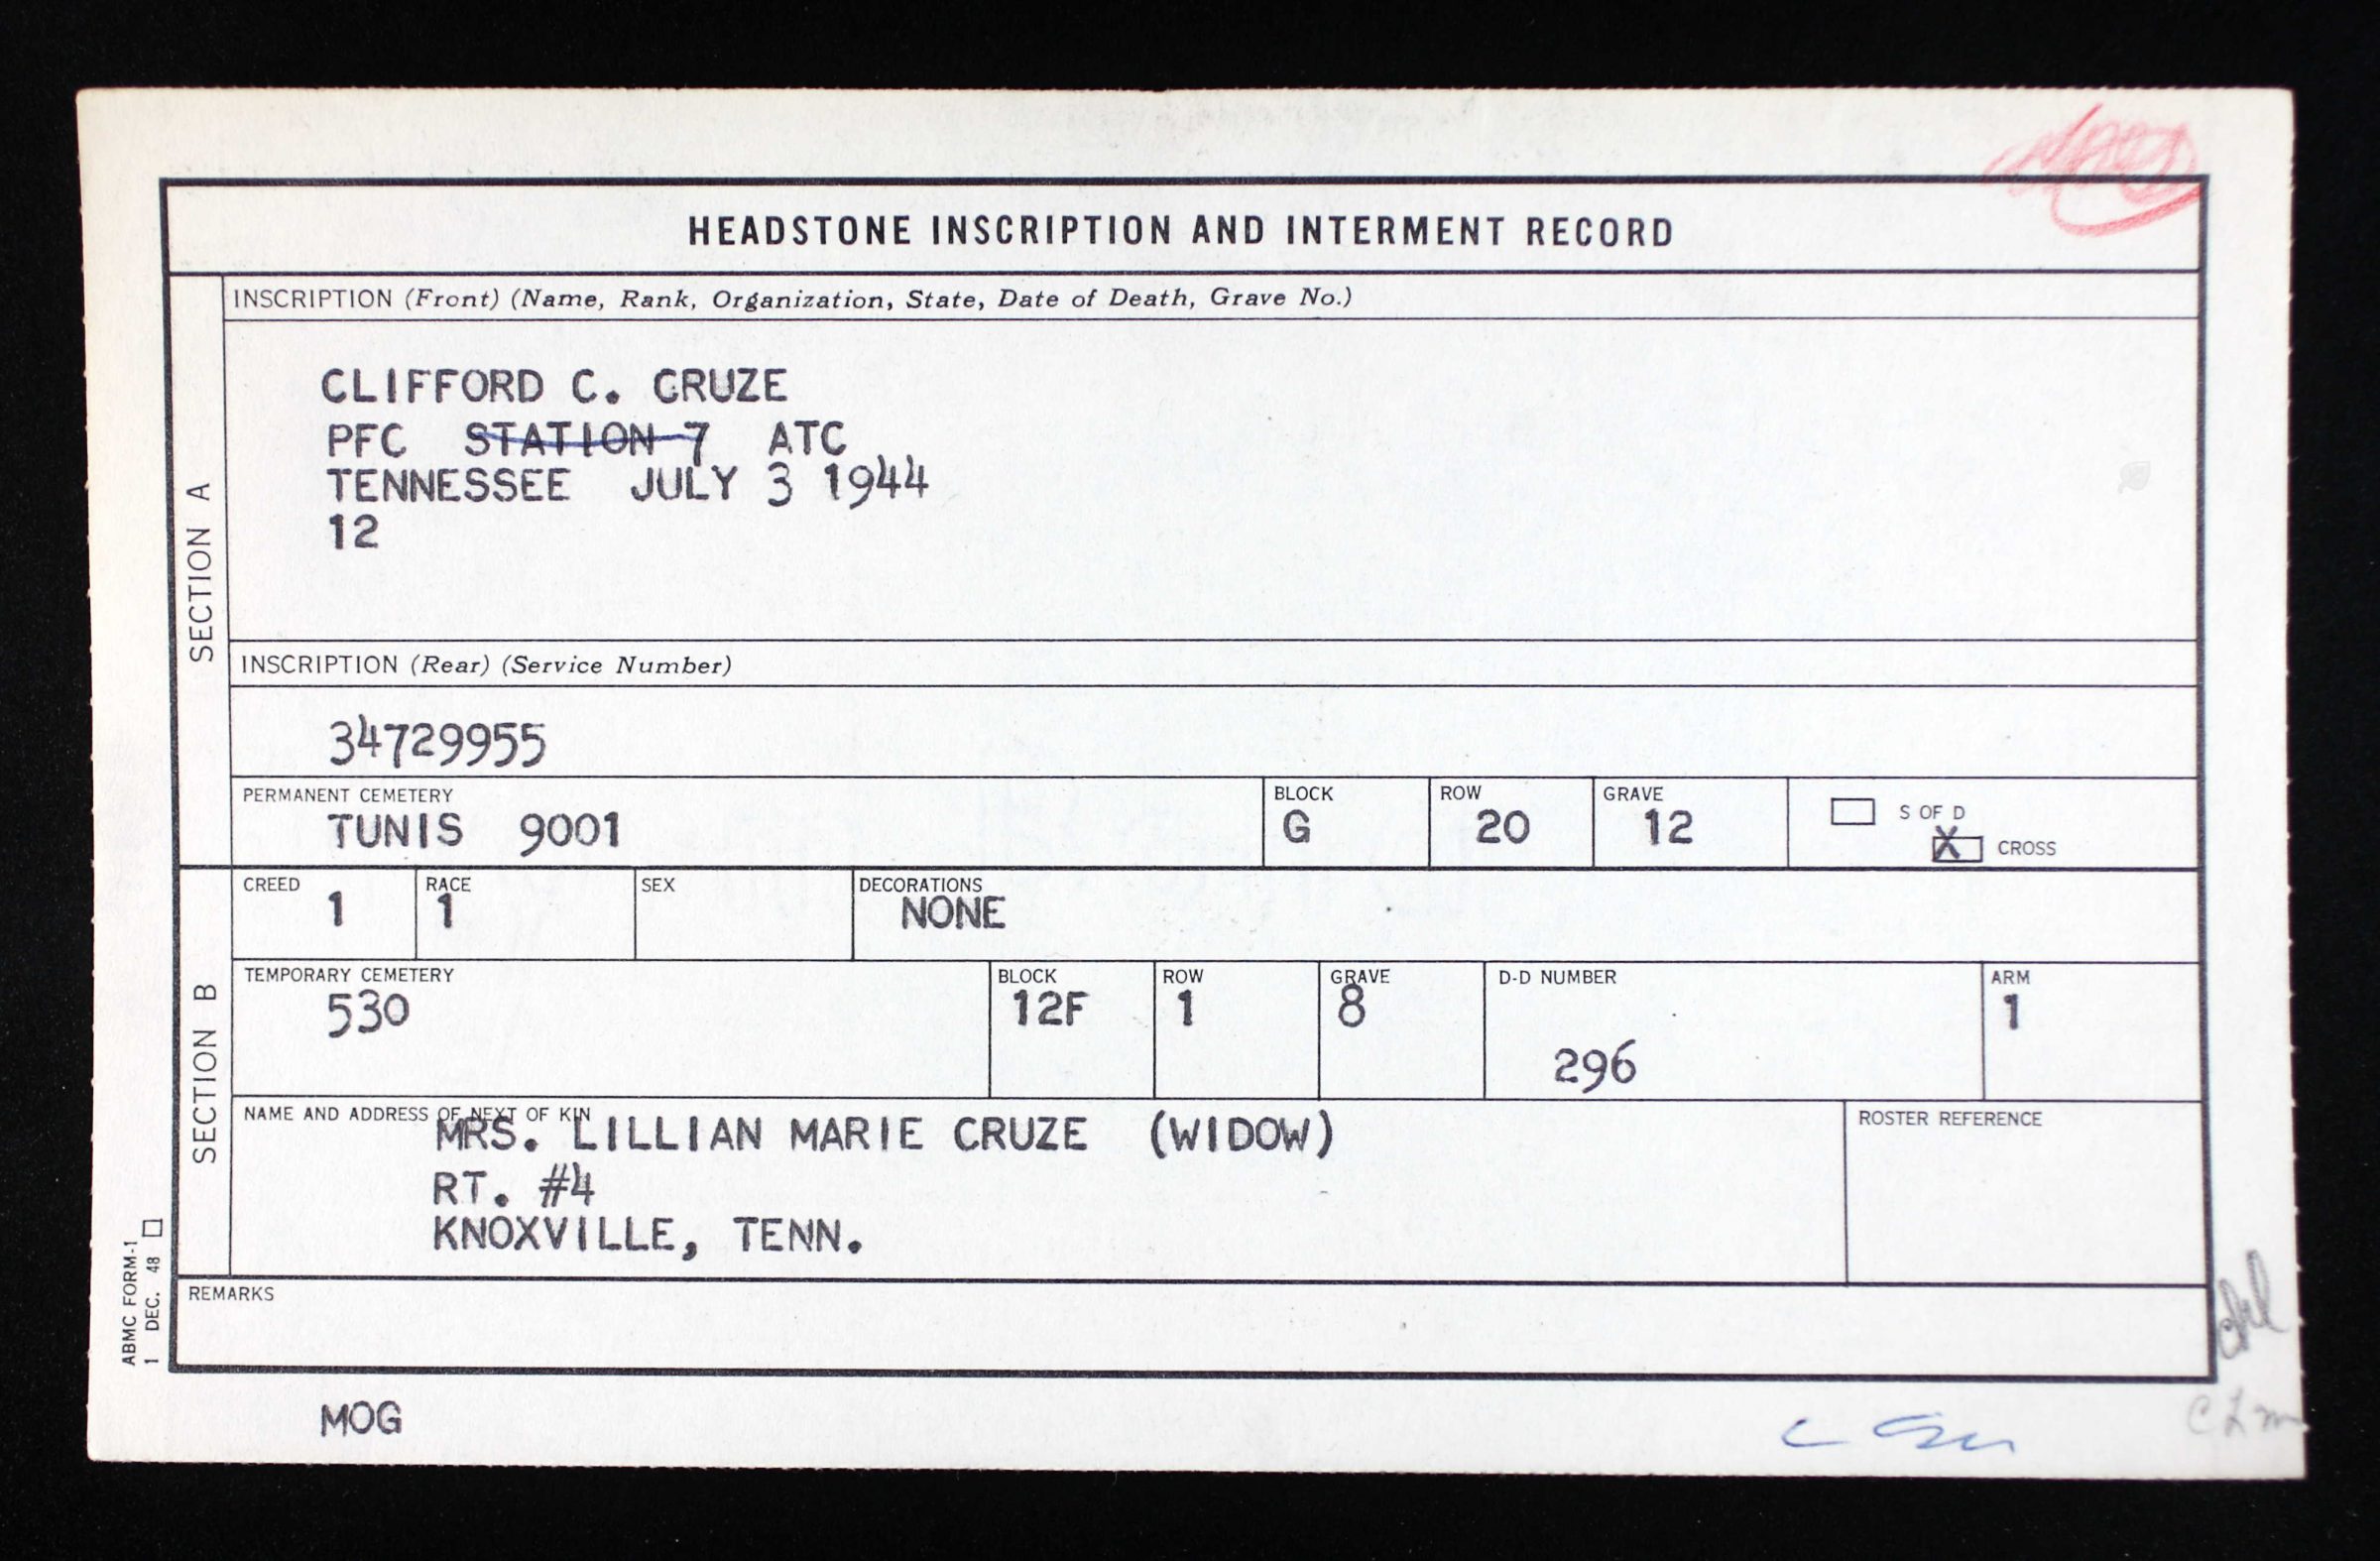 HEADSTONE INSCRIPTION AND INTERMENT RECORD
SECTION A
INSCRIPTION (Front) (Name, Rank, Organization, State, Date of Death, Grave No.)
CLIFFORD C. CRUZE
PFC STATION 7 ATC
TENNESSEE JULY 3 1944
12
INSCRIPTION (Rear) (Service Number)
34729955
PERMANENT CEMETERY BLOCK ROW GRAVE
TUNIS 9001 G 20 12
S OF D
X CROSS
SECTION B
CREED RACE SEX DECORATIONS
1 1 NONE
TEMPORARY CEMETERY BLOCK ROW GRAVE D-D NUMBER ARM
530 12F 1 8 296 1
NAME AND ADDRESS OF NEXT OF KIN ROSTER REFERENCE
MRS. LILLIAN MARIE CRUZE (WIDOW)
RT. #4
KNOXVILLE, TENN.
REMARKS
ABMC FORM-1
1 DEC. 48
MOG